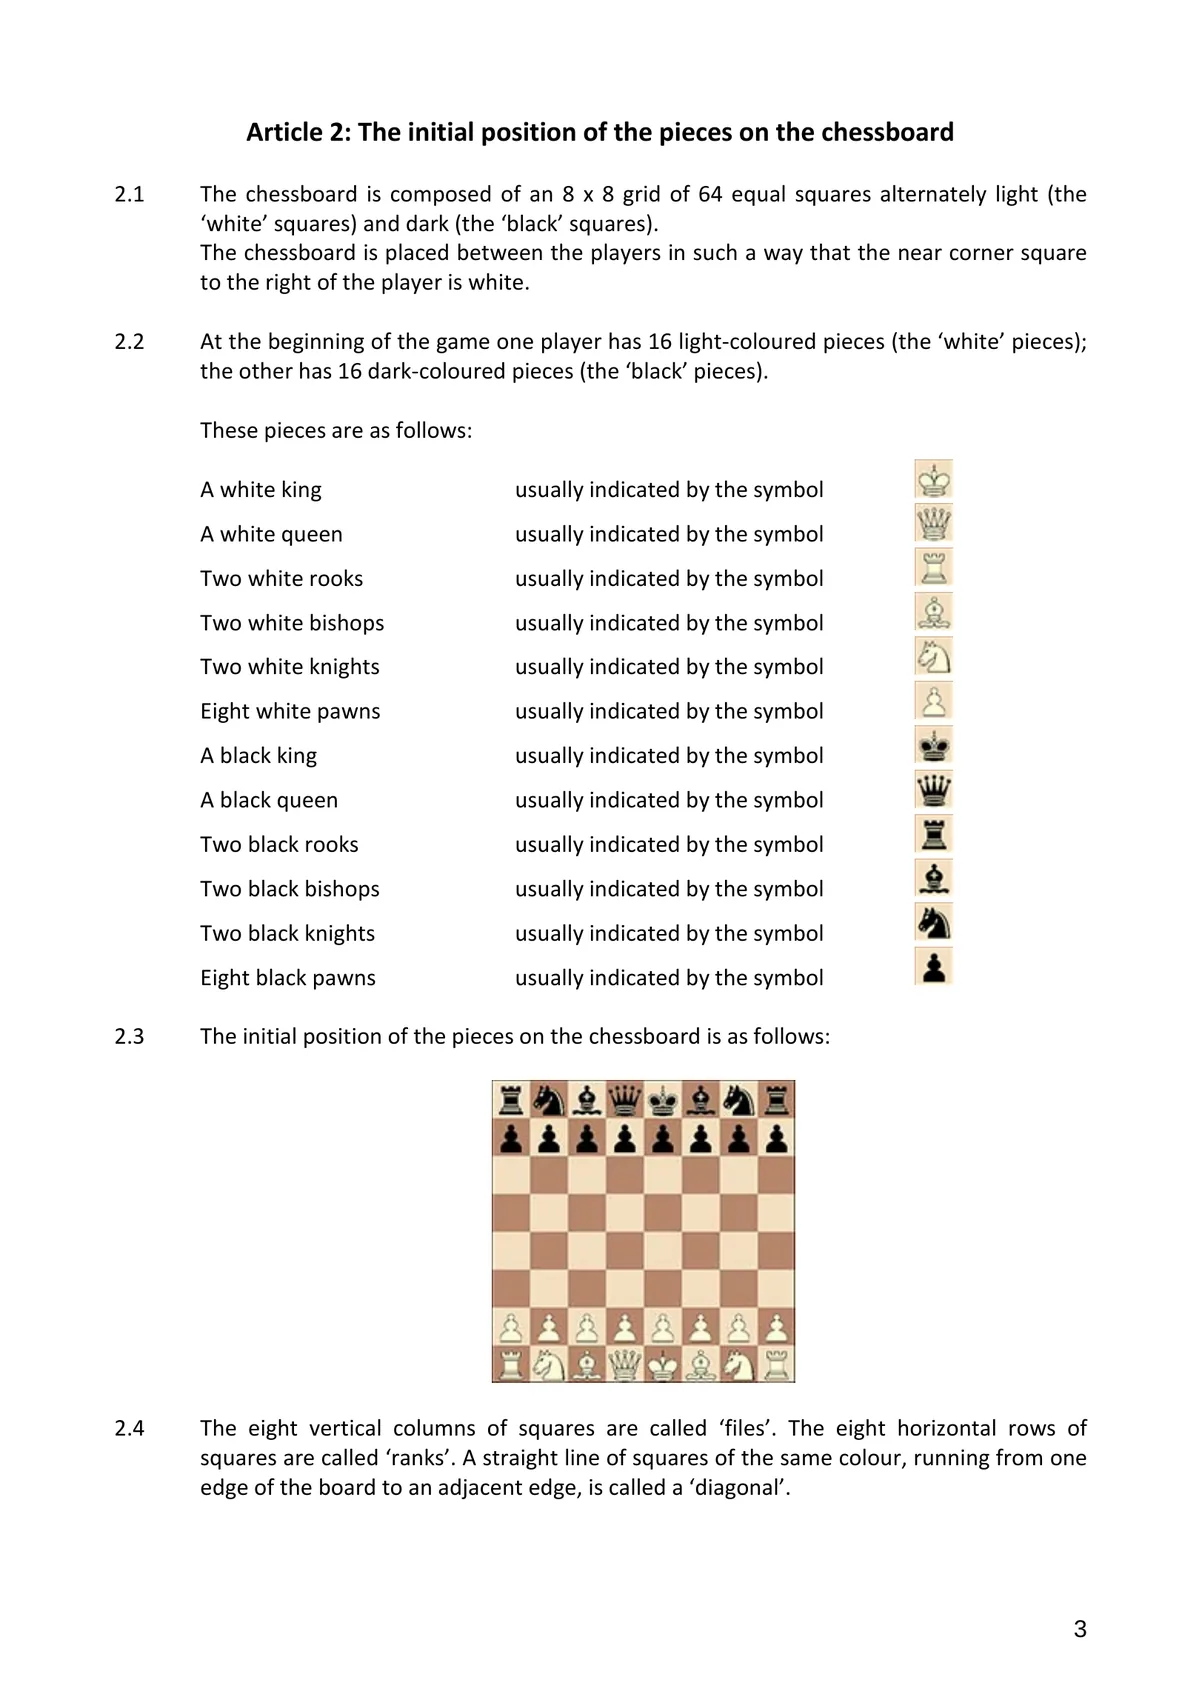 Article 2: The initial position of the pieces on the chessboard
2.1 The chessboard is composed of an 8 x 8 grid of 64 equal squares alternately light (the
‘white’ squares) and dark (the ‘black’ squares).
The chessboard is placed between the players in such a way that the near corner square
to the right of the player is white.
2.2 At the beginning of the game one player has 16 light-coloured pieces (the ‘white’ pieces);
the other has 16 dark-coloured pieces (the ‘black’ pieces).
These pieces are as follows:
A white king usually indicated by the symbol
A white queen usually indicated by the symbol
Two white rooks usually indicated by the symbol
Two white bishops usually indicated by the symbol
Two white knights usually indicated by the symbol
Eight white pawns usually indicated by the symbol
A black king usually indicated by the symbol
A black queen usually indicated by the symbol
Two black rooks usually indicated by the symbol
Two black bishops usually indicated by the symbol
Two black knights usually indicated by the symbol
Eight black pawns usually indicated by the symbol
2.3 The initial position of the pieces on the chessboard is as follows:
2.4 The eight vertical columns of squares are called ‘files’. The eight horizontal rows of
squares are called ‘ranks’. A straight line of squares of the same colour, running from one
edge of the board to an adjacent edge, is called a ‘diagonal’.
3